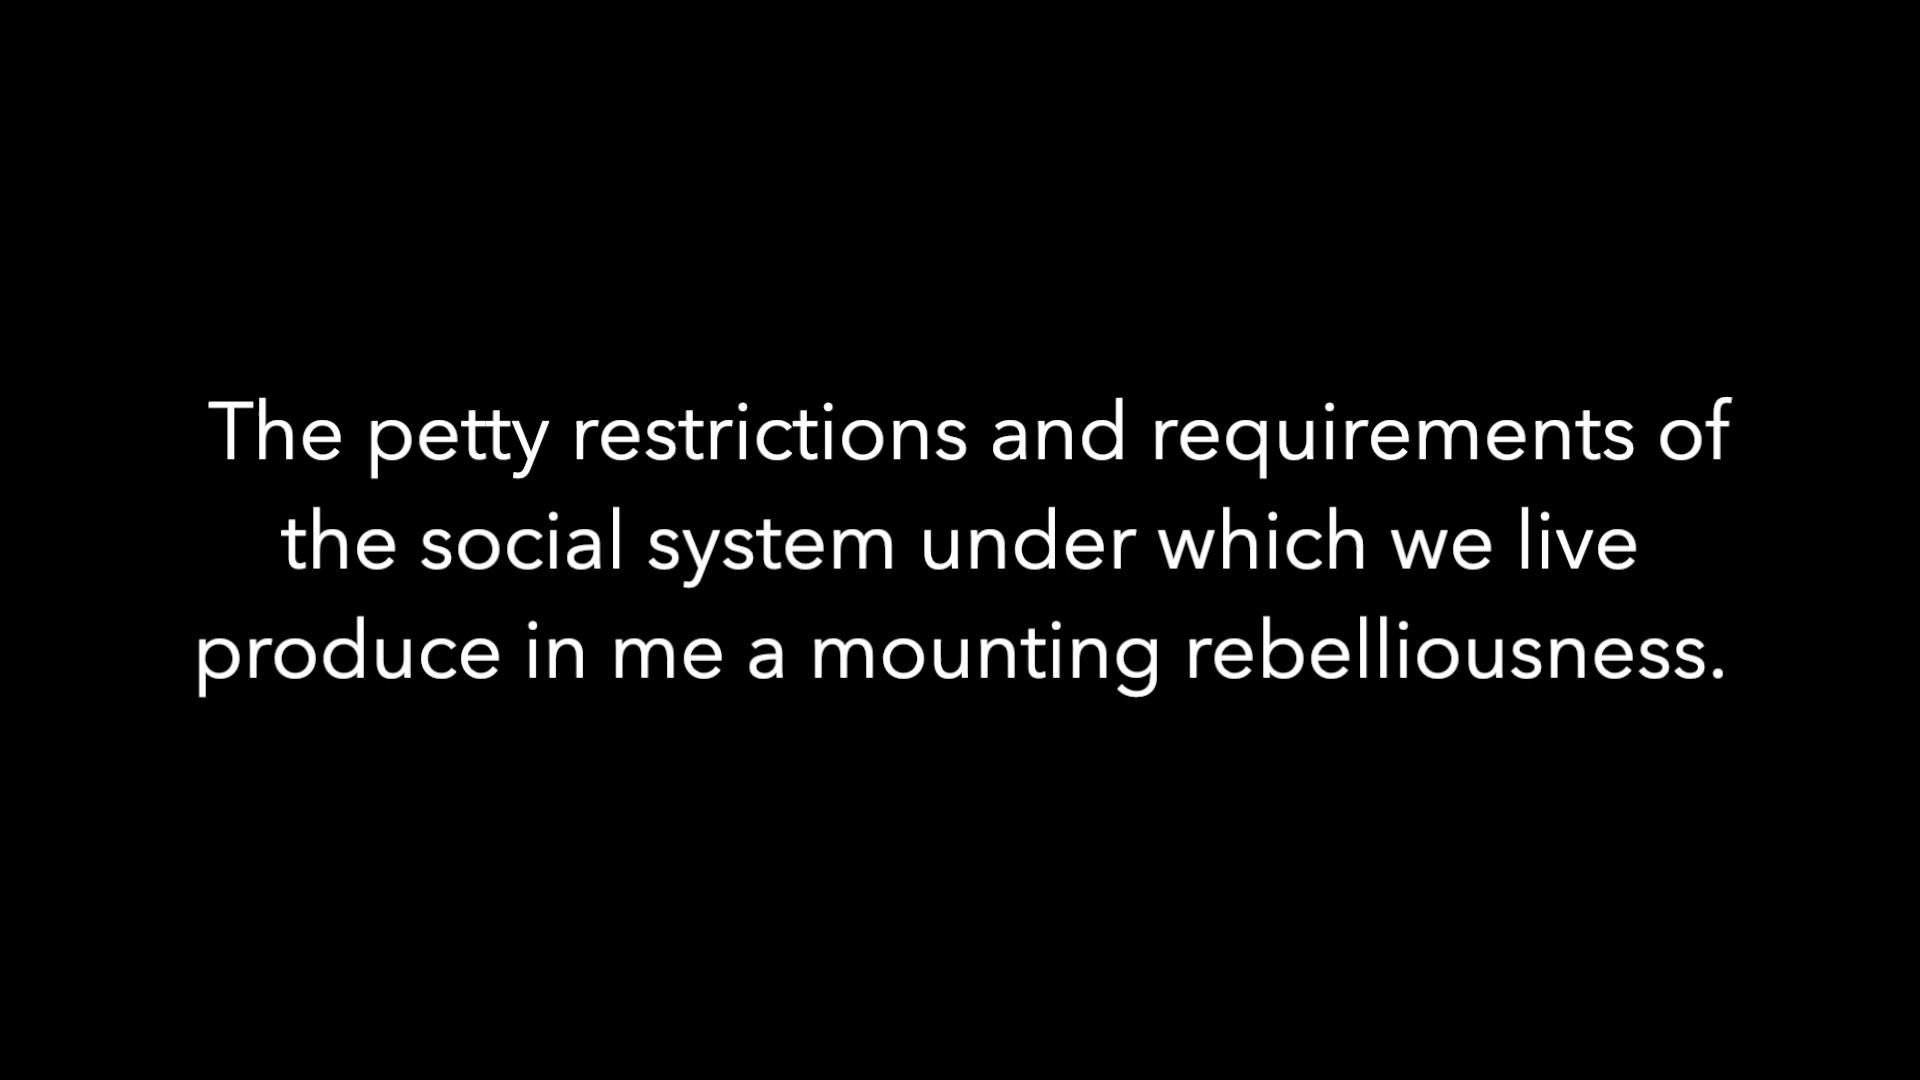 The petty restrictions and requirements of
the social system under which we live
produce in me a mounting rebelliousness.